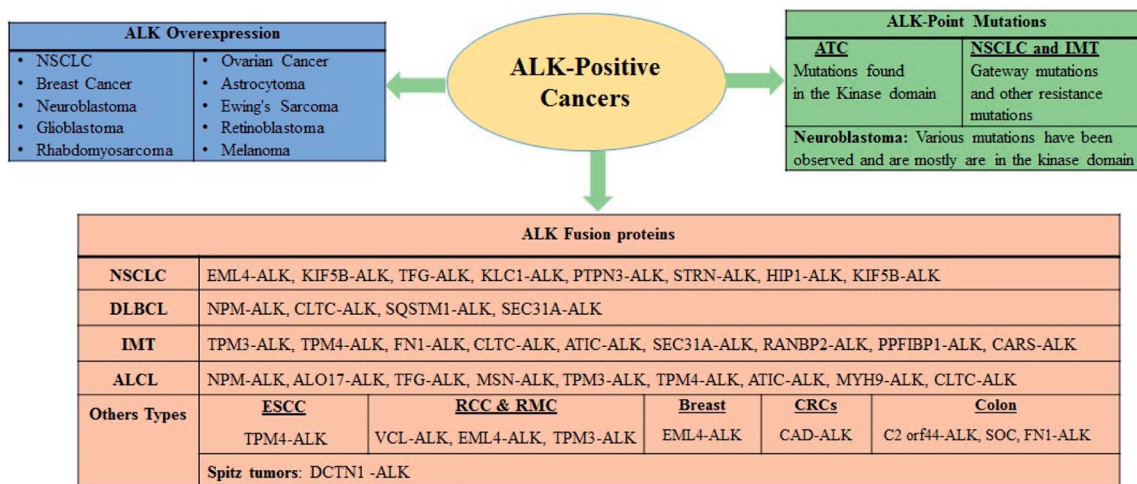 ALK Overexpression
• NSCLC
• Breast Cancer
• Neuroblastoma
• Glioblastoma
• Rhabdomyosarcoma
• Ovarian Cancer
• Astrocytoma
• Ewing's Sarcoma
• Retinoblastoma
• Melanoma
ALK-Positive
Cancers
ALK-Point Mutations
ATC
Mutations found
in the Kinase domain
NSCLC and IMT
Gateway mutations
and other resistance
mutations
Neuroblastoma: Various mutations have been
observed and are mostly are in the kinase domain
ALK Fusion proteins
NSCLC
EML4-ALK, KIF5B-ALK, TFG-ALK, KLC1-ALK, PTPN3-ALK, STRN-ALK, HIP1-ALK, KIF5B-ALK
DLBCL
NPM-ALK, CLTC-ALK, SQSTM1-ALK, SEC31A-ALK
IMT
TPM3-ALK, TPM4-ALK, FN1-ALK, CLTC-ALK, ATIC-ALK, SEC31A-ALK, RANBP2-ALK, PPFIBP1-ALK, CARS-ALK
ALCL
NPM-ALK, ALO17-ALK, TFG-ALK, MSN-ALK, TPM3-ALK, TPM4-ALK, ATIC-ALK, MYH9-ALK, CLTC-ALK
Others Types
ESCC
TPM4-ALK
RCC & RMC
VCL-ALK, EML4-ALK, TPM3-ALK
Breast
EML4-ALK
CRCs
CAD-ALK
Colon
C2 orf44-ALK, SOC, FN1-ALK
Spitz tumors: DCTN1 -ALK